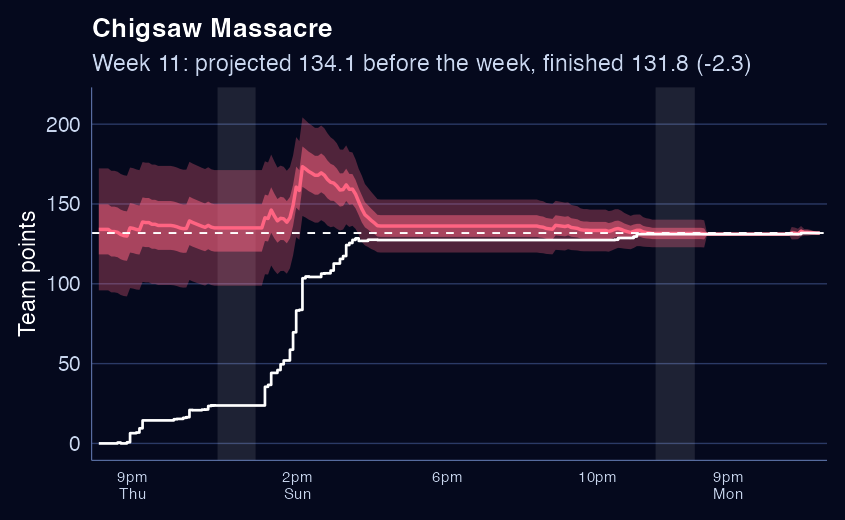 Chigsaw Massacre
Week 11: projected 134.1 before the week, finished 131.8 (-2.3)
Team points
200
150
100
50
0
9pm
Thu
2pm
Sun
6pm
10pm
9pm
Mon